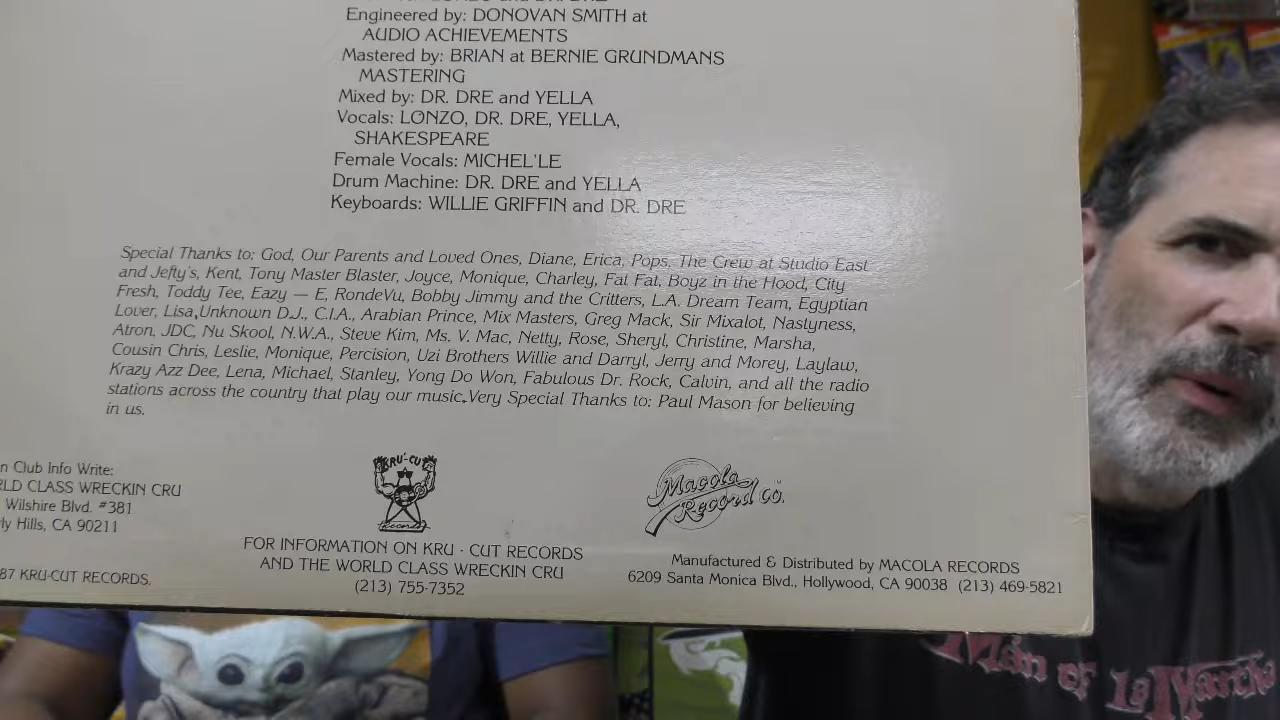 Engineered by: DONOVAN SMITH at
AUDIO ACHIEVEMENTS
Mastered by: BRIAN at BERNIE GRUNDMANS
MASTERING
Mixed by: DR. DRE and YELLA
Vocals: LONZO, DR. DRE, YELLA,
SHAKESPEARE
Female Vocals: MICHEL'LE
Drum Machine: DR. DRE and YELLA
Keyboards: WILLIE GRIFFIN and DR. DRE
Special Thanks to: God, Our Parents and Loved Ones, Diane, Erica, Pops, The Crew at Studio East
and Jefty's, Kent, Tony Master Blaster, Joyce, Monique, Charley, Fat Fat, Boyz in the Hood, City
Fresh, Toddy Tee, Eazy — E, RondeVu, Bobby Jimmy and the Critters, L.A. Dream Team, Egyptian
Lover, Lisa,Unknown D.J., C.I.A., Arabian Prince, Mix Masters, Greg Mack, Sir Mixalot, Nastyness,
Atron, JDC, Nu Skool, N.W.A., Steve Kim, Ms. V. Mac, Netty, Rose, Sheryl, Christine, Marsha,
Cousin Chris, Leslie, Monique, Percision, Uzi Brothers Willie and Darryl, Jerry and Morey, Laylaw,
Krazy Azz Dee, Lena, Michael, Stanley, Yong Do Won, Fabulous Dr. Rock, Calvin, and all the radio
stations across the country that play our music.Very Special Thanks to: Paul Mason for believing
in us.
n Club Info Write:
RLD CLASS WRECKIN CRU
Wilshire Blvd. #381
rly Hills, CA 90211
87 KRU-CUT RECORDS.
KRU-CUT
Records
FOR INFORMATION ON KRU - CUT RECORDS
AND THE WORLD CLASS WRECKIN CRU
(213) 755-7352
Macola
Record Co.
Manufactured & Distributed by MACOLA RECORDS
6209 Santa Monica Blvd., Hollywood, CA 90038 (213) 469-5821
Man of La Mancha